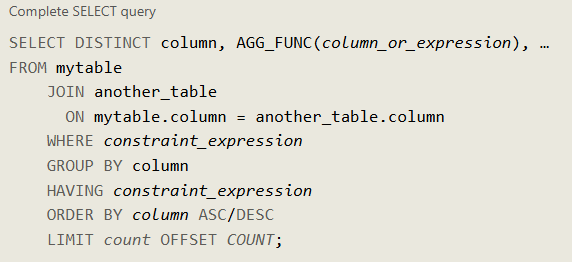 Complete SELECT query
SELECT DISTINCT column, AGG_FUNC(column_or_expression), …
FROM mytable
JOIN another_table
ON mytable.column = another_table.column
WHERE constraint_expression
GROUP BY column
HAVING constraint_expression
ORDER BY column ASC/DESC
LIMIT count OFFSET COUNT;